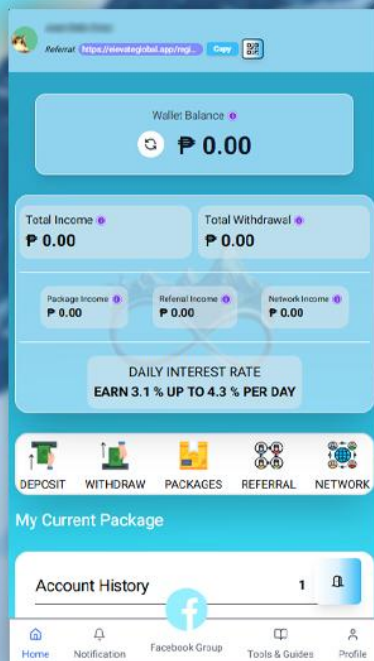 Referral https://elevateglobal.app/regi... Copy
Wallet Balance
₱ 0.00
Total Income Total Withdrawal
₱ 0.00 ₱ 0.00
Package Income Referral Income Network Income
₱ 0.00 ₱ 0.00 ₱ 0.00
DAILY INTEREST RATE
EARN 3.1 % UP TO 4.3 % PER DAY
DEPOSIT WITHDRAW PACKAGES REFERRAL NETWORK
My Current Package
Account History 1
Home Notification Facebook Group Tools & Guides Profile